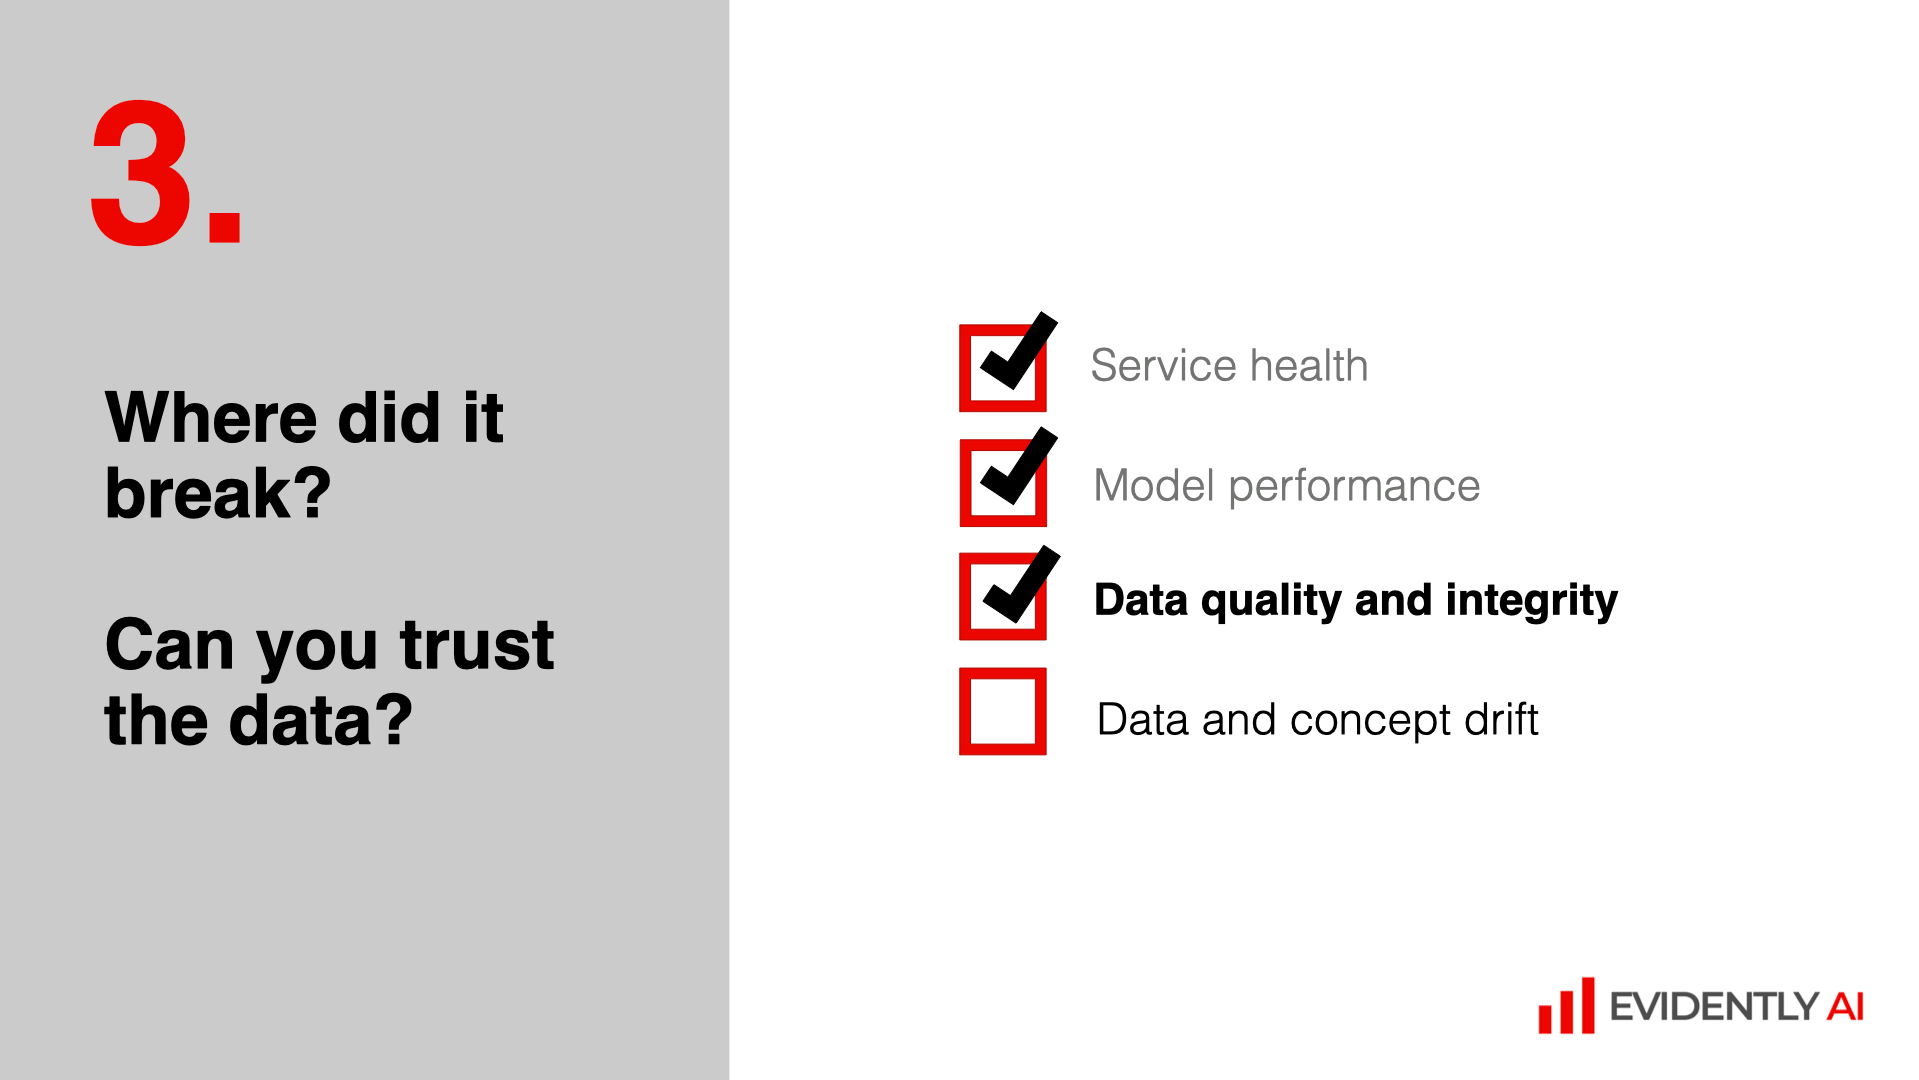 3.
Where did it
break?
Can you trust
the data?
Service health
Model performance
Data quality and integrity
Data and concept drift
EVIDENTLY AI